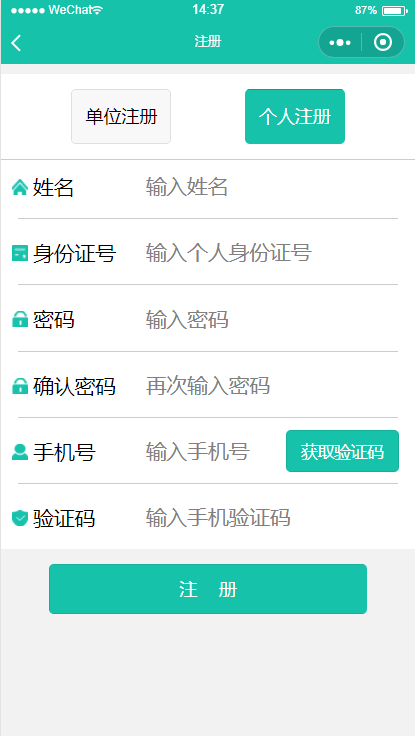 ●●●●● WeChat 14:37 87%
注册
单位注册 个人注册
姓名 输入姓名
身份证号 输入个人身份证号
密码 输入密码
确认密码 再次输入密码
手机号 输入手机号 获取验证码
验证码 输入手机验证码
注 册